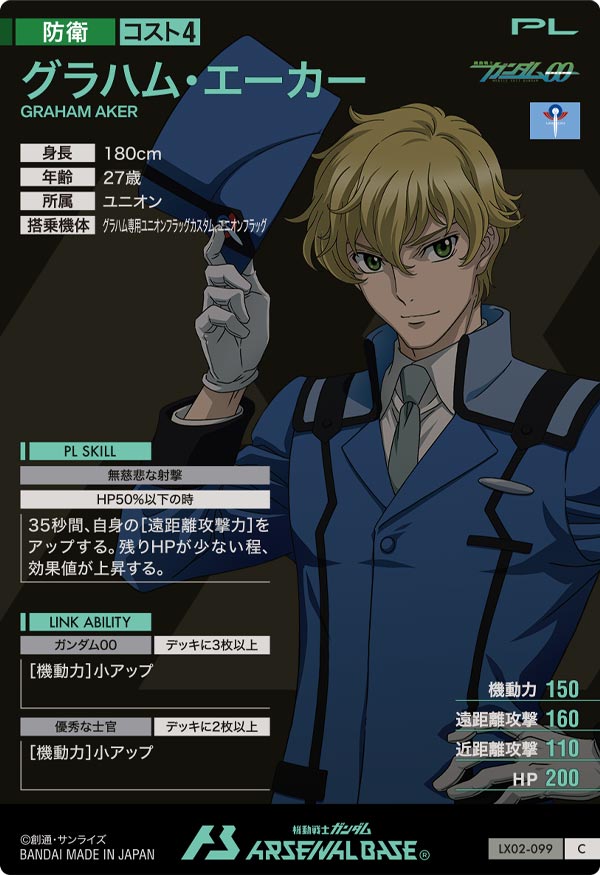 防衛 コスト4 PL
グラハム・エーカー
GRAHAM AKER
機動戦士
ガンダムOO
身長 180cm
年齢 27歳
所属 ユニオン
搭乗機体 グラハム専用ユニオンフラッグカスタム、ユニオンフラッグ
PL SKILL
無慈悲な射撃
HP50%以下の時
35秒間、自身の[遠距離攻撃力]を
アップする。残りHPが少ない程、
効果値が上昇する。
LINK ABILITY
ガンダム00 デッキに3枚以上
[機動力]小アップ
優秀な士官 デッキに2枚以上
[機動力]小アップ
機動力 150
遠距離攻撃 160
近距離攻撃 110
HP 200
©創通・サンライズ
BANDAI MADE IN JAPAN
機動戦士ガンダム
ARSENAL BASE®
LX02-099 C